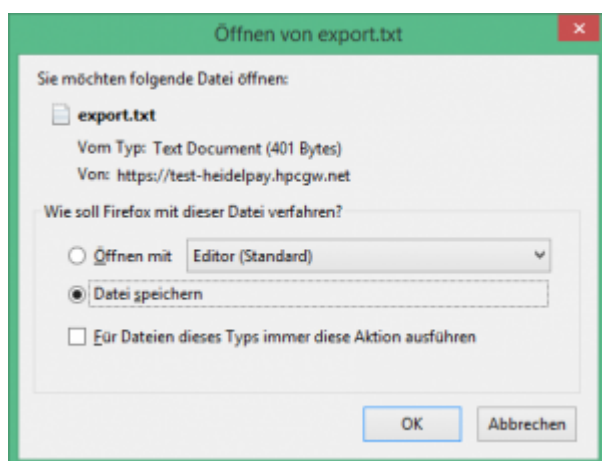 Öffnen von export.txt
Sie möchten folgende Datei öffnen:
export.txt
Vom Typ: Text Document (401 Bytes)
Von: https://test-heidelpay.hpcgw.net
Wie soll Firefox mit dieser Datei verfahren?
Öffnen mit Editor (Standard)
Datei speichern
Für Dateien dieses Typs immer diese Aktion ausführen
OK Abbrechen